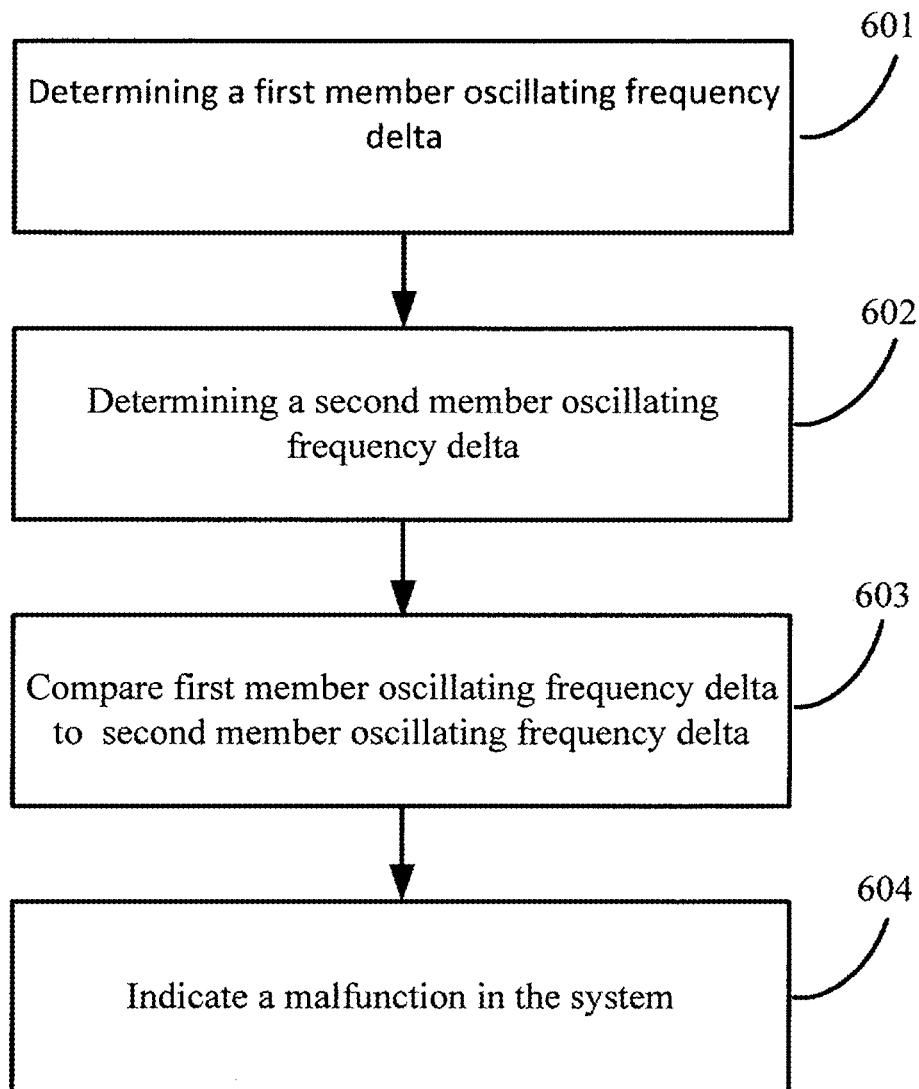 601
Determining a first member oscillating frequency
delta
602
Determining a second member oscillating
frequency delta
603
Compare first member oscillating frequency delta
to second member oscillating frequency delta
604
Indicate a malfunction in the system